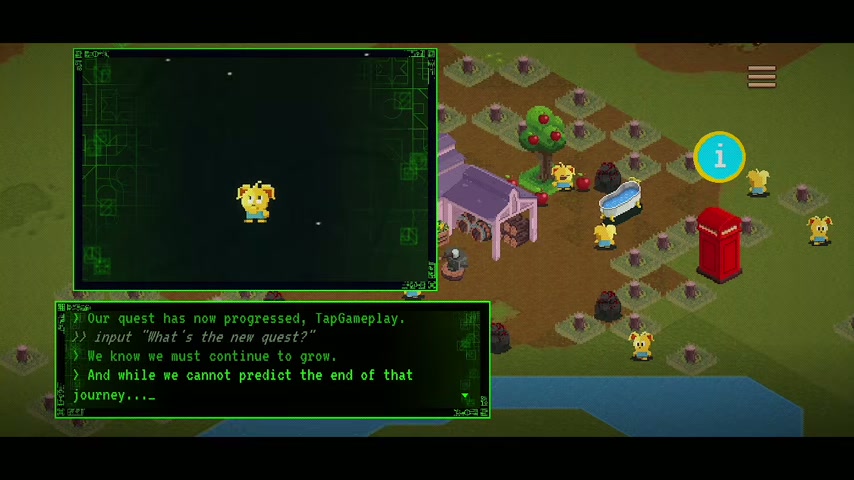 i
> Our quest has now progressed, TapGameplay.
>> input "What's the new quest?"
> We know we must continue to grow.
> And while we cannot predict the end of that
journey..._